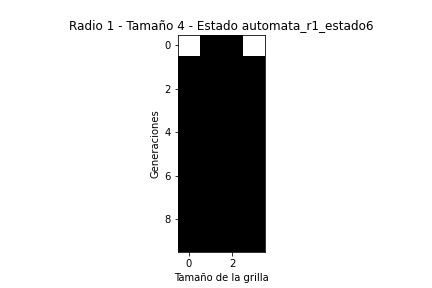 Radio 1 - Tamaño 4 - Estado automata_r1_estado6
0
2
4
6
8
Generaciones
0 2
Tamaño de la grilla